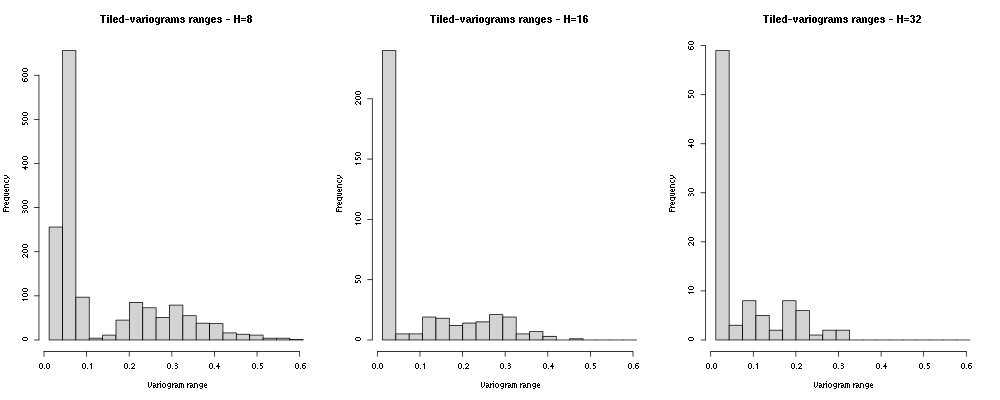 Tiled-variograms ranges - H=8
Frequency
0 100 200 300 400 500 600
0.0 0.1 0.2 0.3 0.4 0.5 0.6
Variogram range
Tiled-variograms ranges - H=16
Frequency
0 50 100 150 200
0.0 0.1 0.2 0.3 0.4 0.5 0.6
Variogram range
Tiled-variograms ranges - H=32
Frequency
0 10 20 30 40 50 60
0.0 0.1 0.2 0.3 0.4 0.5 0.6
Variogram range